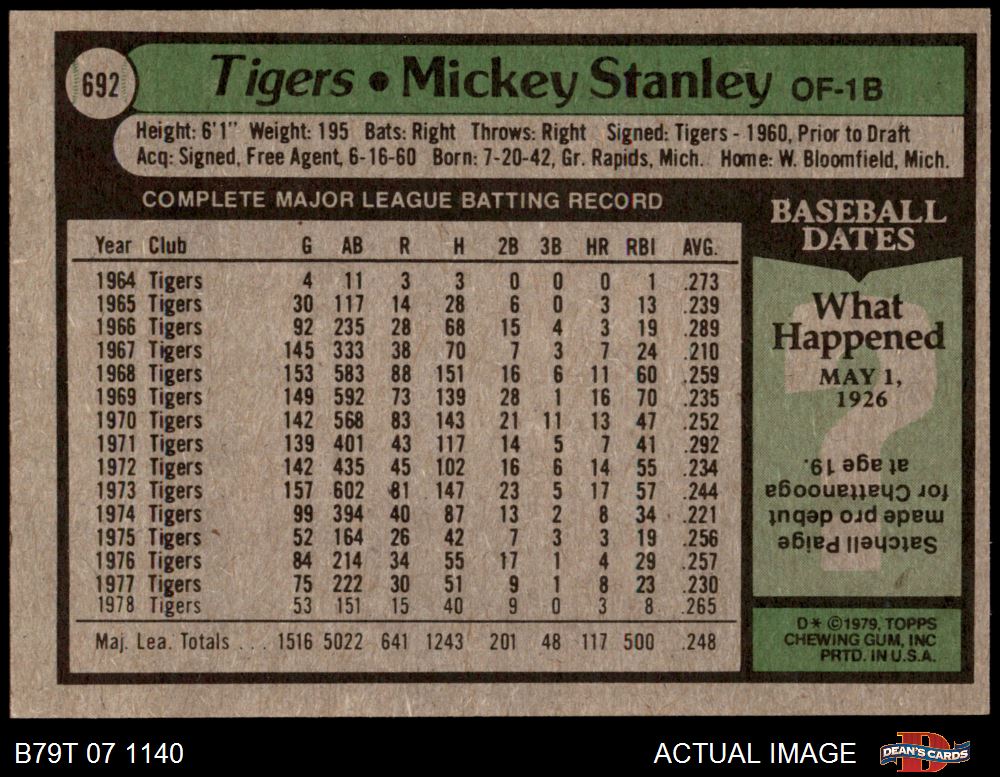 692
Tigers • Mickey Stanley OF-1B
Height: 6'1" Weight: 195 Bats: Right Throws: Right Signed: Tigers - 1960, Prior to Draft
Acq: Signed, Free Agent, 6-16-60 Born: 7-20-42, Gr. Rapids, Mich. Home: W. Bloomfield, Mich.
COMPLETE MAJOR LEAGUE BATTING RECORD
Year Club G AB R H 2B 3B HR RBI AVG.
1964 Tigers 4 11 3 3 0 0 0 1 .273
1965 Tigers 30 117 14 28 6 0 3 13 .239
1966 Tigers 92 235 28 68 15 4 3 19 .289
1967 Tigers 145 333 38 70 7 3 7 24 .210
1968 Tigers 153 583 88 151 16 6 11 60 .259
1969 Tigers 149 592 73 139 28 1 16 70 .235
1970 Tigers 142 568 83 143 21 11 13 47 .252
1971 Tigers 139 401 43 117 14 5 7 41 .292
1972 Tigers 142 435 45 102 16 6 14 55 .234
1973 Tigers 157 602 81 147 23 5 17 57 .244
1974 Tigers 99 394 40 87 13 2 8 34 .221
1975 Tigers 52 164 26 42 7 3 3 19 .256
1976 Tigers 84 214 34 55 17 1 4 29 .257
1977 Tigers 75 222 30 51 9 1 8 23 .230
1978 Tigers 53 151 15 40 9 0 3 8 .265
Maj. Lea. Totals . . . 1516 5022 641 1243 201 48 117 500 .248
BASEBALL
DATES
What
Happened
MAY 1,
1926
?
Satchell Paige
made pro debut
for Chattanooga
at age 19.
D* ©1979, TOPPS
CHEWING GUM, INC
PRTD. IN U.S.A.
B79T 07 1140
ACTUAL IMAGE
D
DEAN'S CARDS